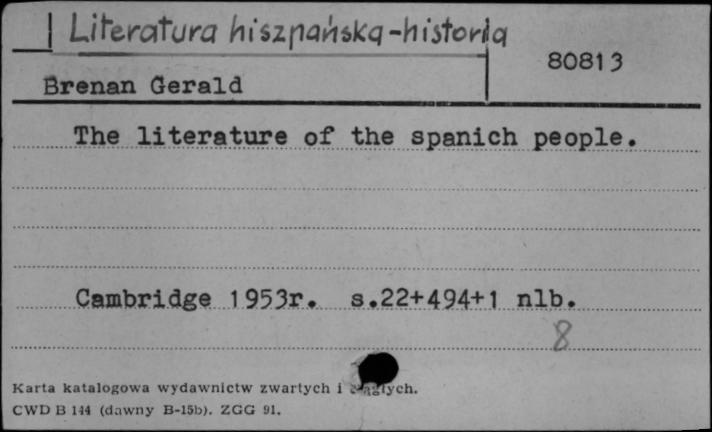 Literatura hiszpańska-historia
80813
Brenan Gerald
The literature of the spanich people.
Cambridge 1953r. s.22+494+1 nlb.
8
Karta katalogowa wydawnictw zwartych i ciągłych.
CWD B 144 (dawny B-15b). ZGG 91.